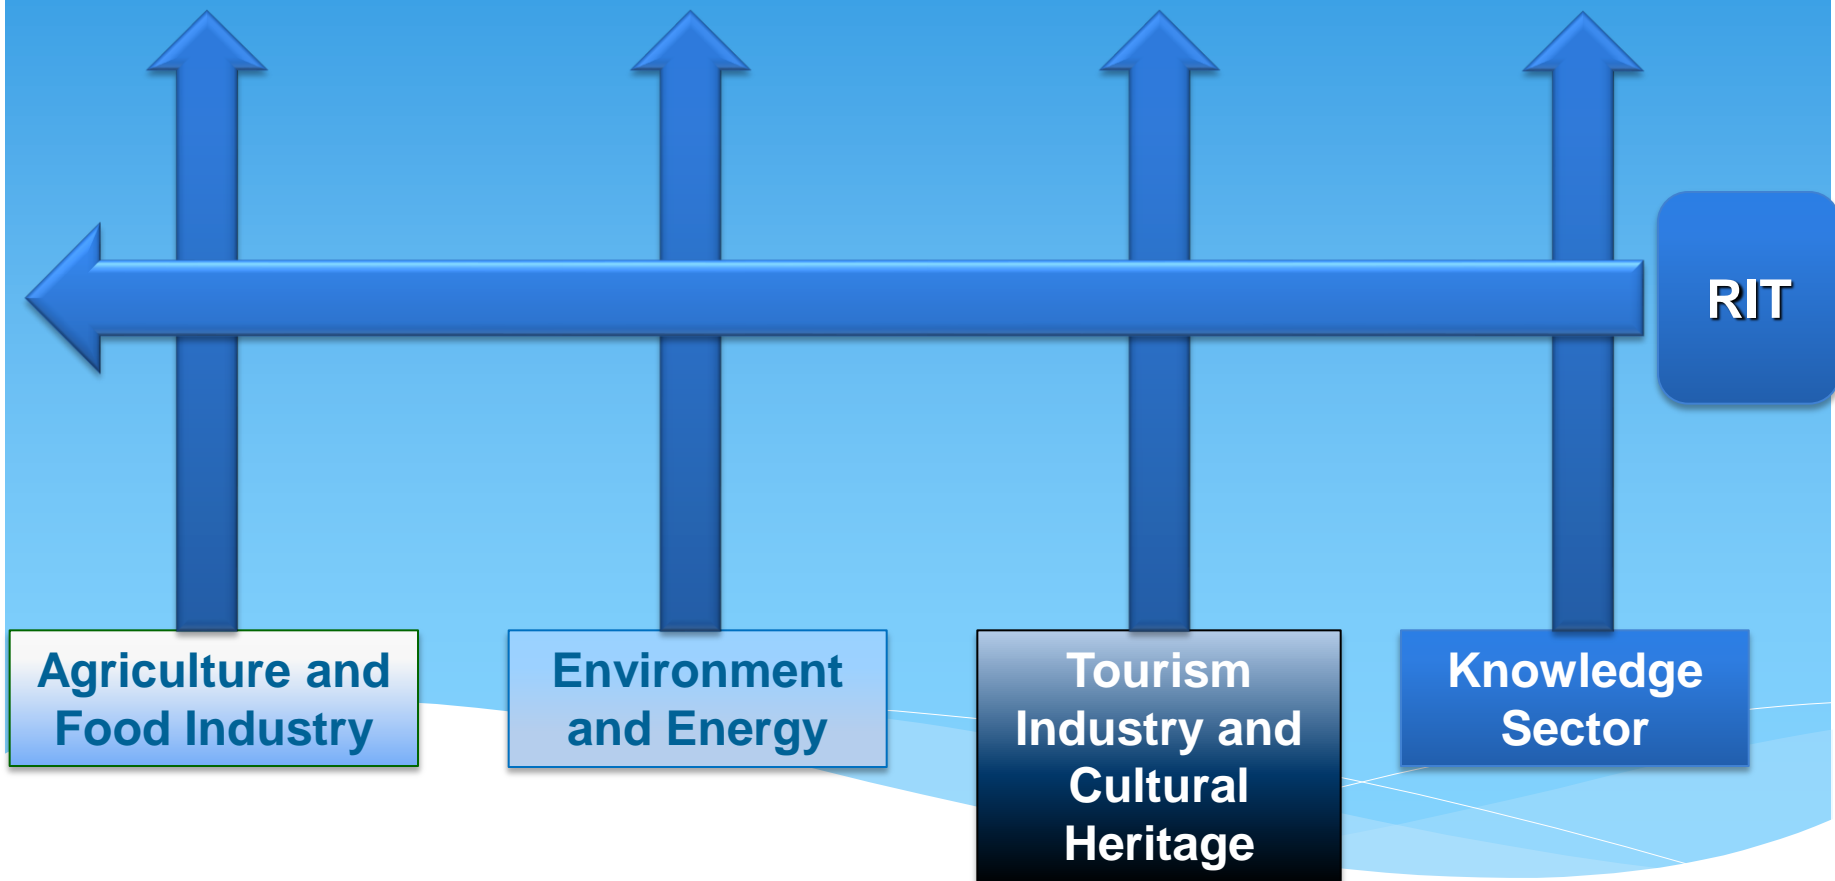 RIT
Agriculture and
Food Industry
Environment
and Energy
Tourism
Industry and
Cultural
Heritage
Knowledge
Sector